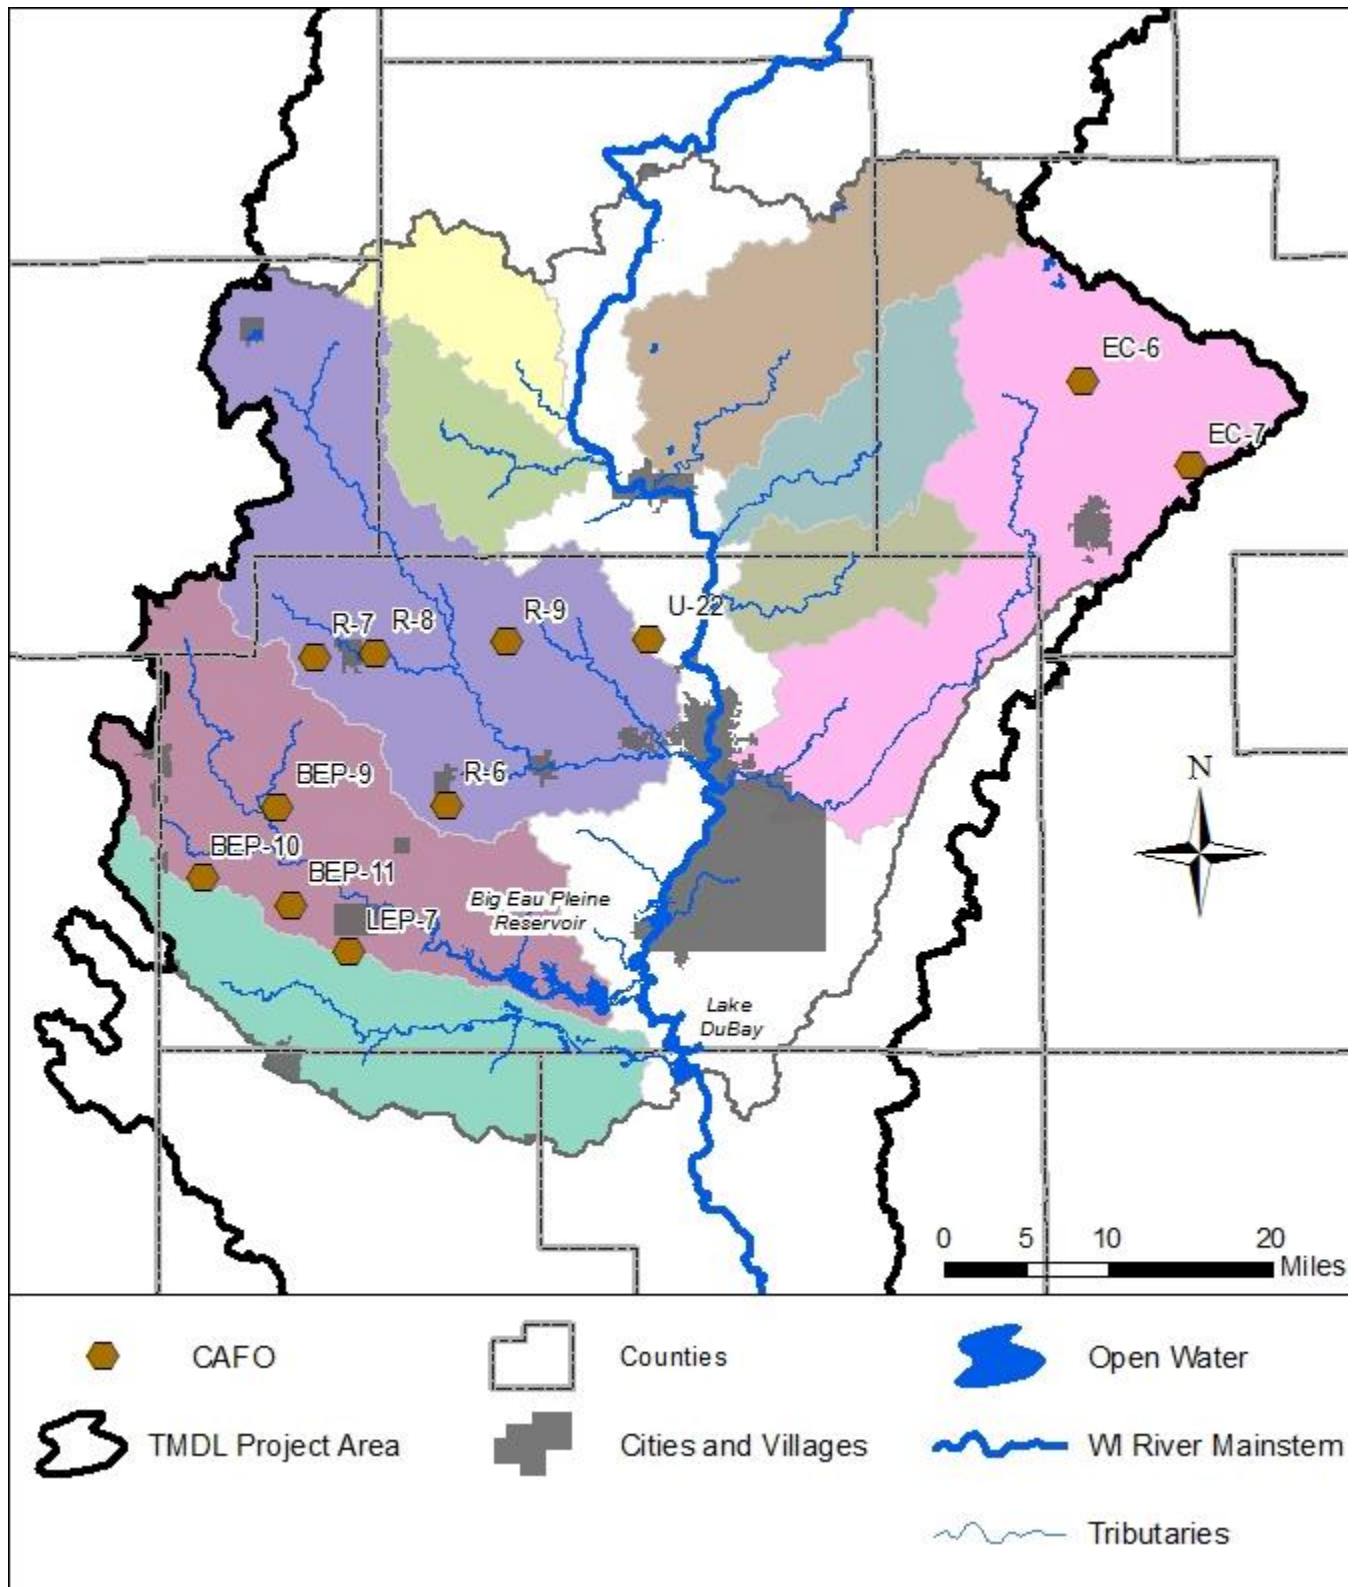 EC-6
EC-7
U-22
R-9
R-8
R-7
N
R-6
BEP-9
BEP-10
BEP-11
Big Eau Pleine
Reservoir
LEP-7
Lake
DuBay
0 5 10 20
Miles
CAFO
Counties
Open Water
TMDL Project Area
Cities and Villages
WI River Mainstem
Tributaries